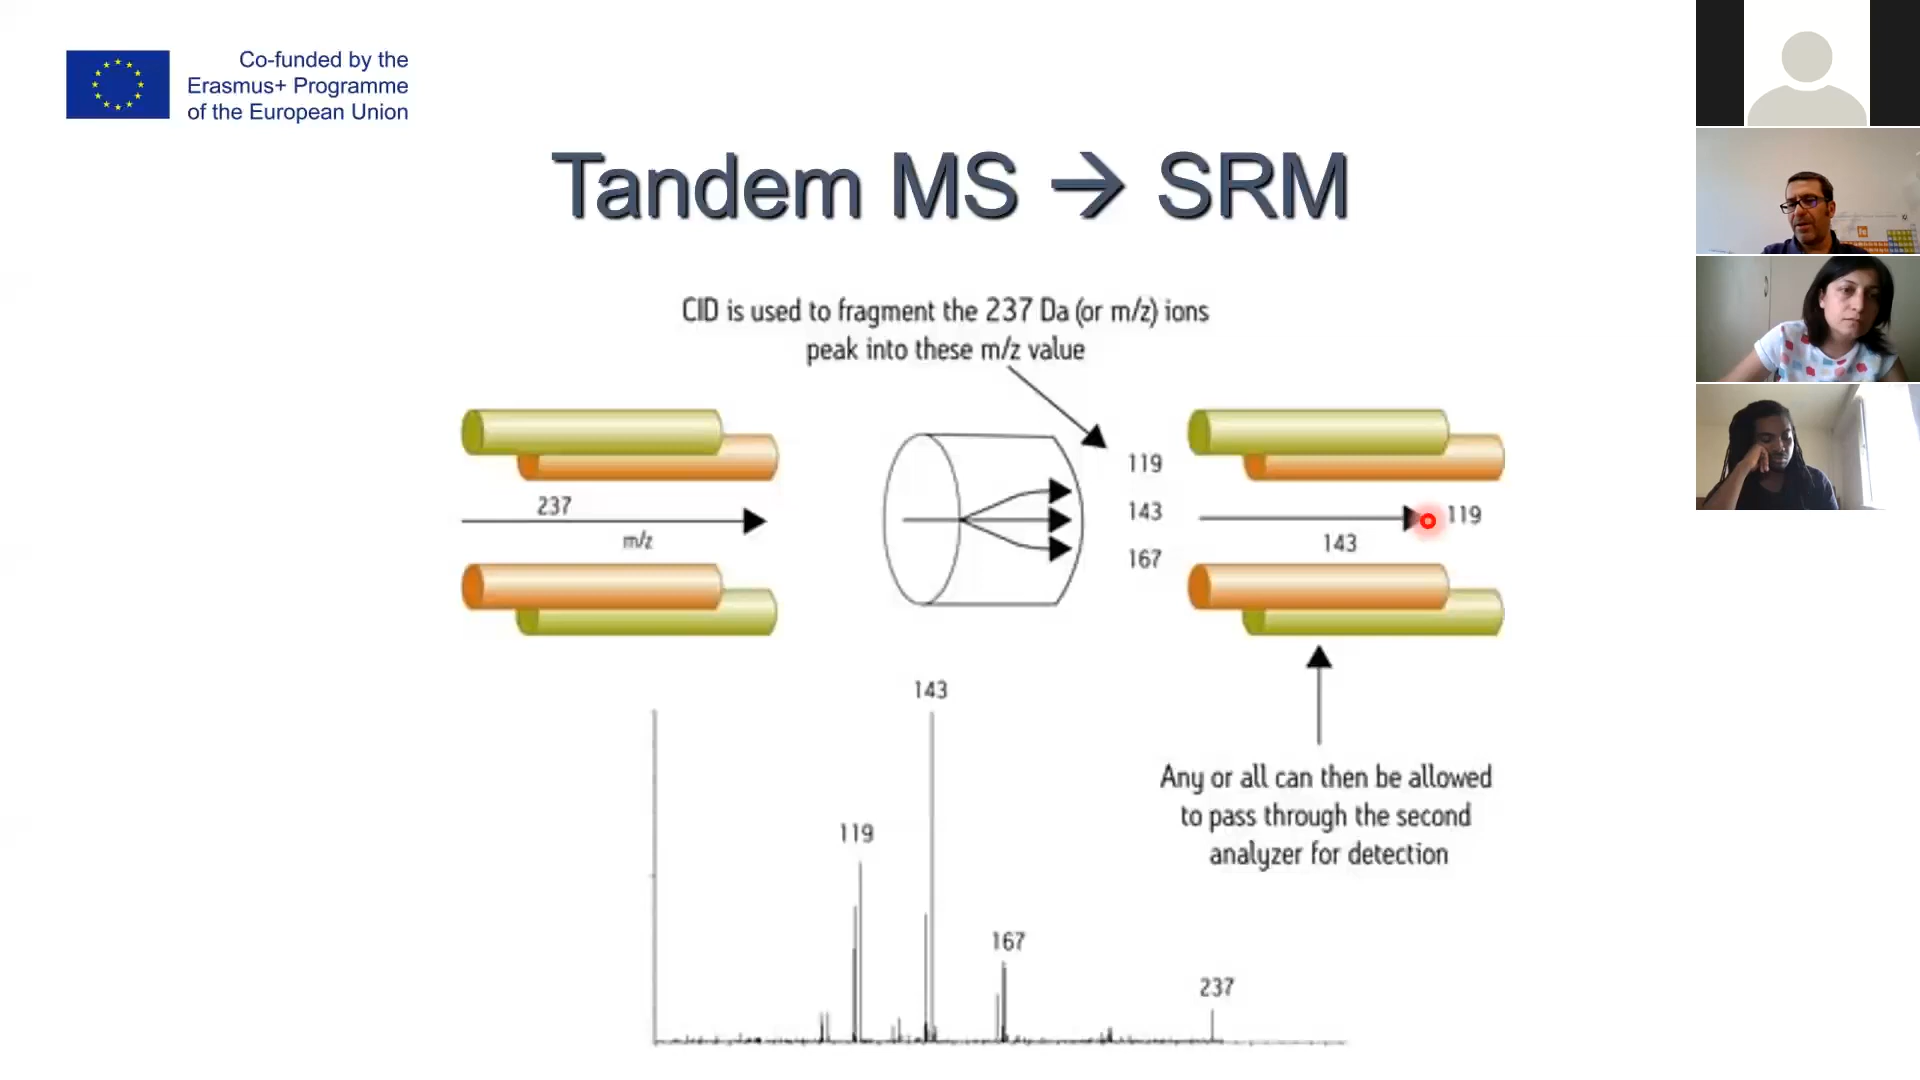 Co-funded by the
Erasmus+ Programme
of the European Union
Tandem MS → SRM
CID is used to fragment the 237 Da (or m/z) ions
peak into these m/z value
237
m/z
119
143
167
119
143
Any or all can then be allowed
to pass through the second
analyzer for detection
143
119
167
237